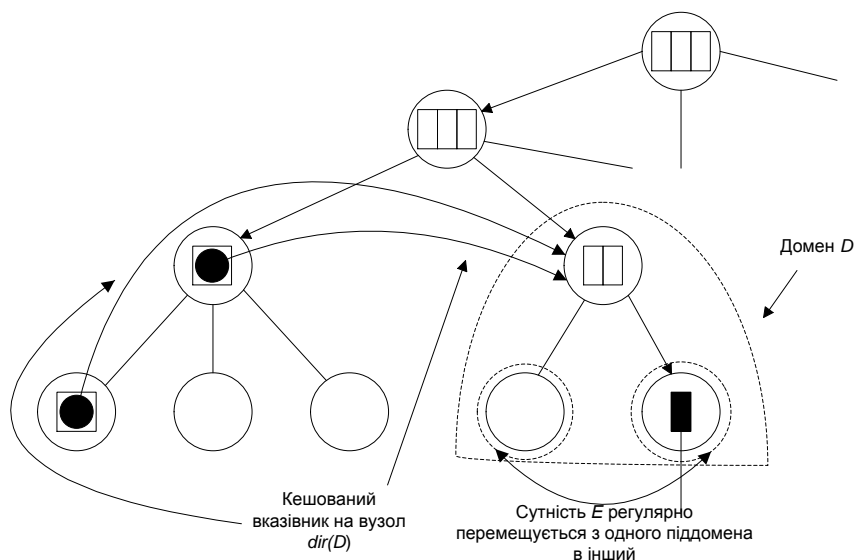 Домен D
Кешований
вказівник на вузол
dir(D)
Сутність E регулярно
перемещується з одного піддомена
в інший